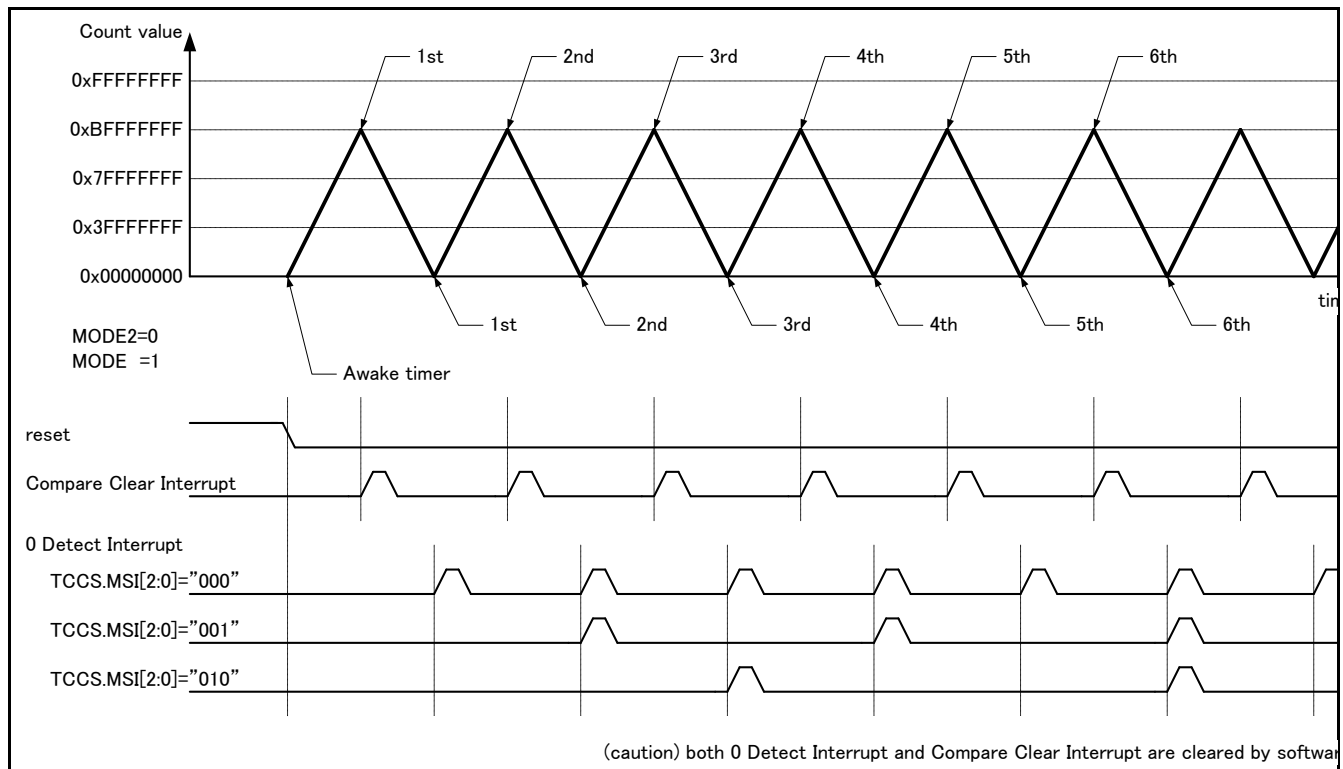 Count value
1st 2nd 3rd 4th 5th 6th
0xFFFFFFFF
0xBFFFFFFF
0x7FFFFFFF
0x3FFFFFFF
0x00000000
tim
1st 2nd 3rd 4th 5th 6th
MODE2=0
MODE =1
Awake timer
reset
Compare Clear Interrupt
0 Detect Interrupt
TCCS.MSI[2:0]="000"
TCCS.MSI[2:0]="001"
TCCS.MSI[2:0]="010"
(caution) both 0 Detect Interrupt and Compare Clear Interrupt are cleared by softwar